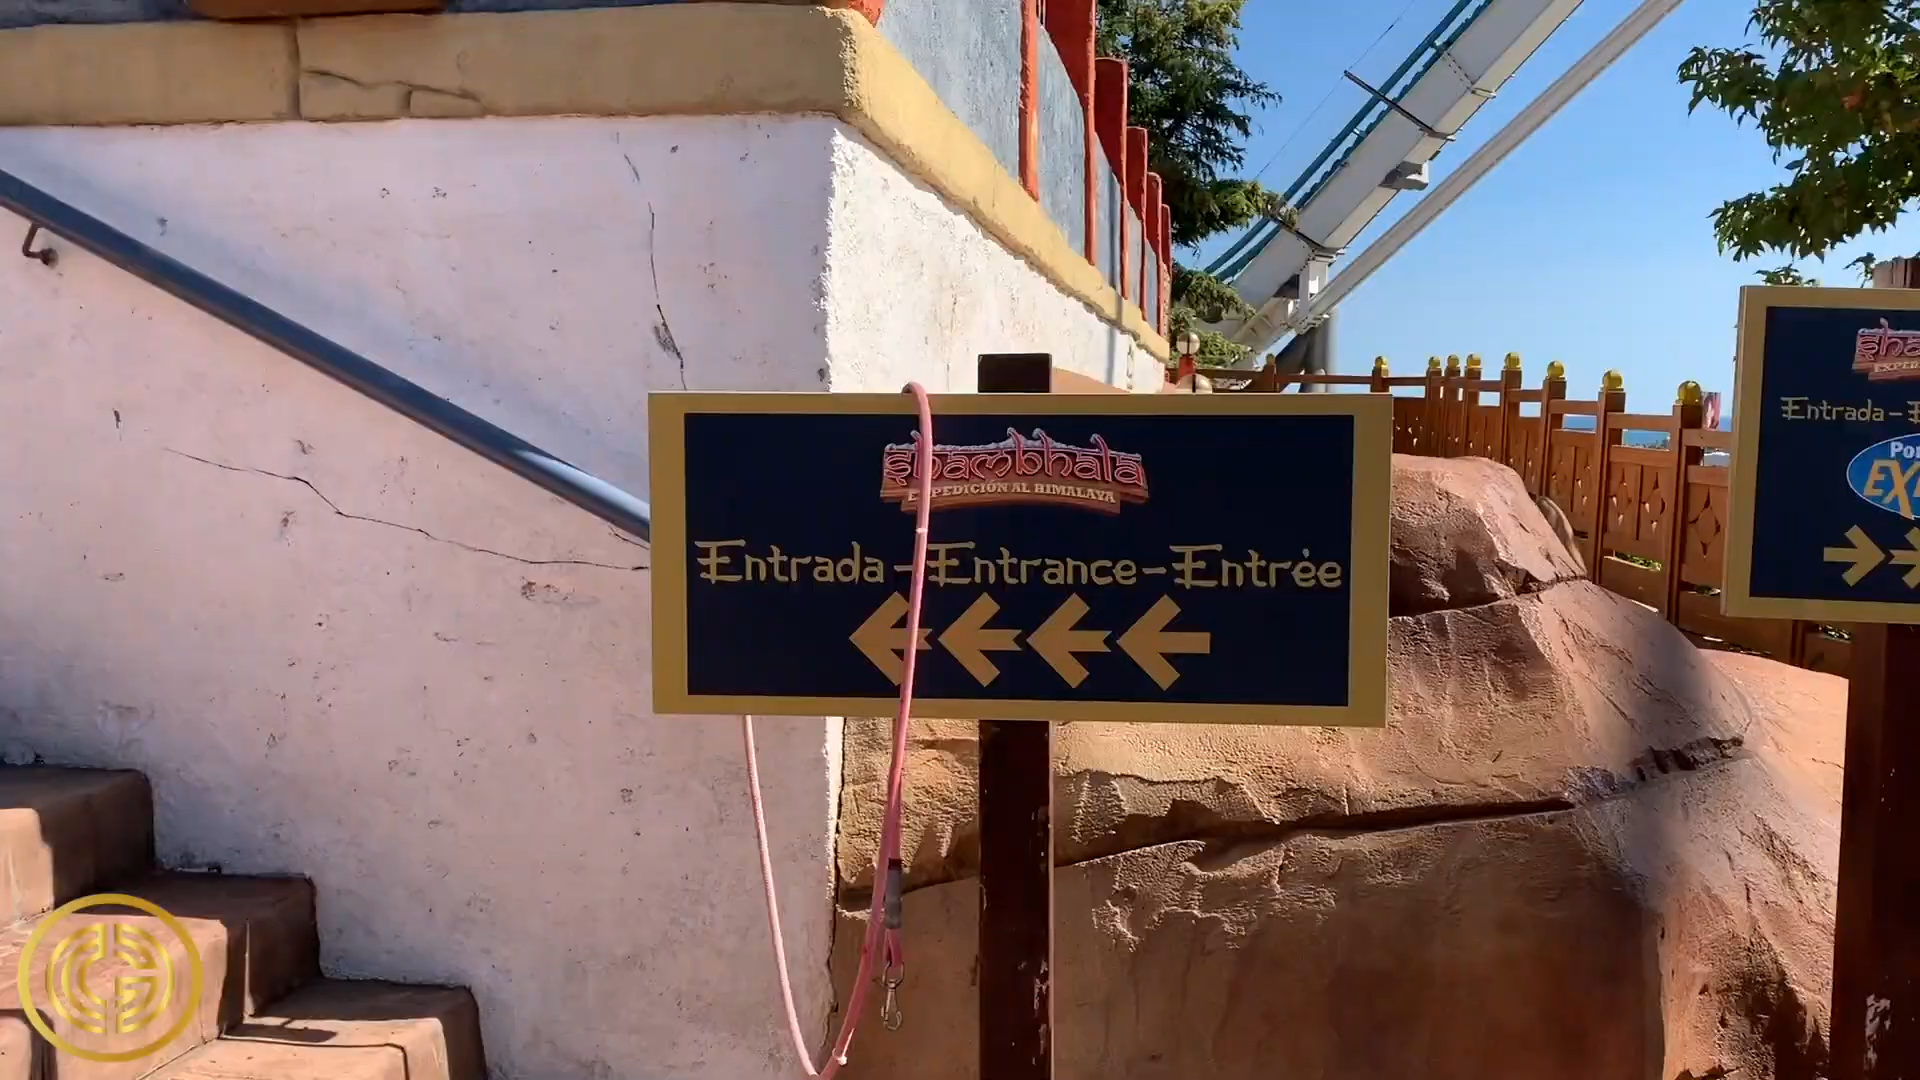 shambhala
EXPEDICIÓN AL HIMALAYA
Entrada - Entrance - Entrée
Entrada -